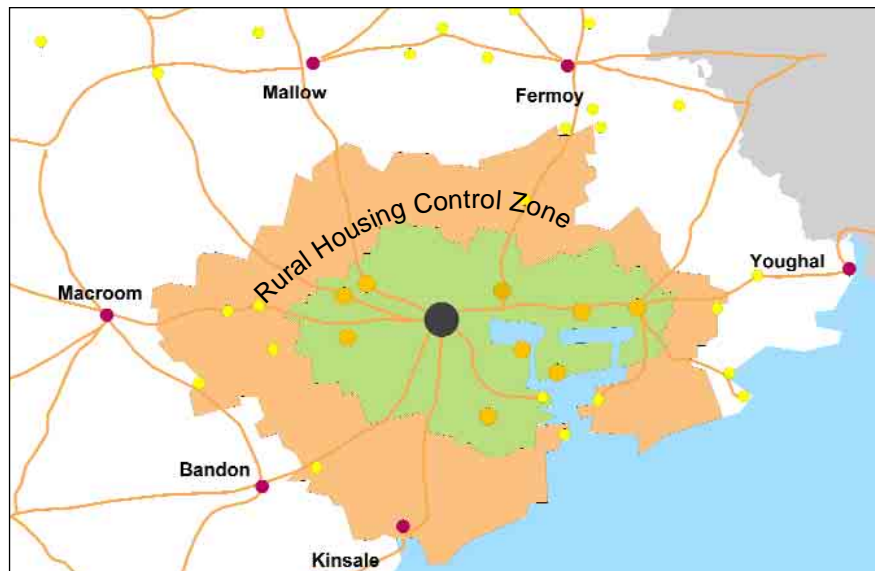 Mallow
Fermoy
Rural Housing Control Zone
Youghal
Macroom
Bandon
Kinsale